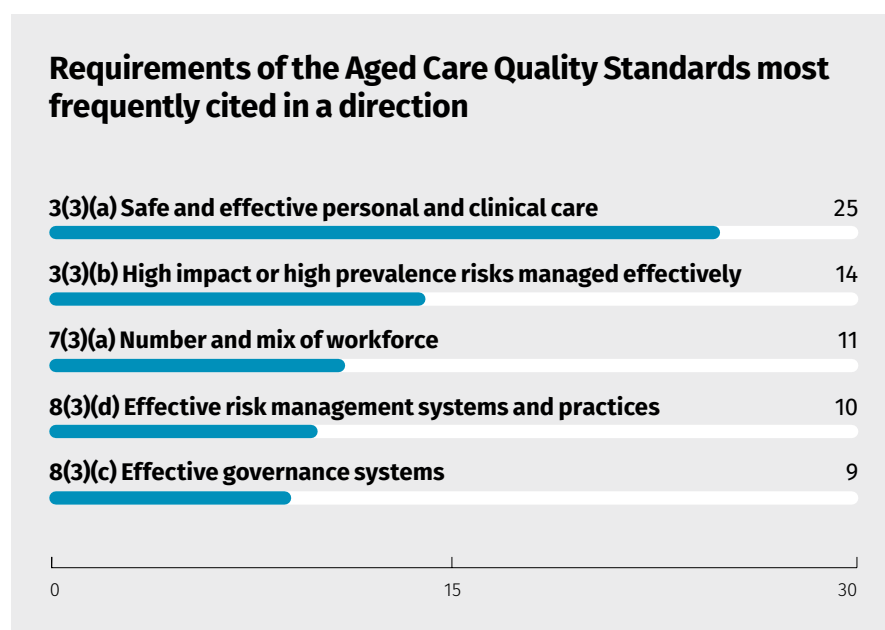 Requirements of the Aged Care Quality Standards most
frequently cited in a direction
3(3)(a) Safe and effective personal and clinical care 25
3(3)(b) High impact or high prevalence risks managed effectively 14
7(3)(a) Number and mix of workforce 11
8(3)(d) Effective risk management systems and practices 10
8(3)(c) Effective governance systems 9
0 15 30